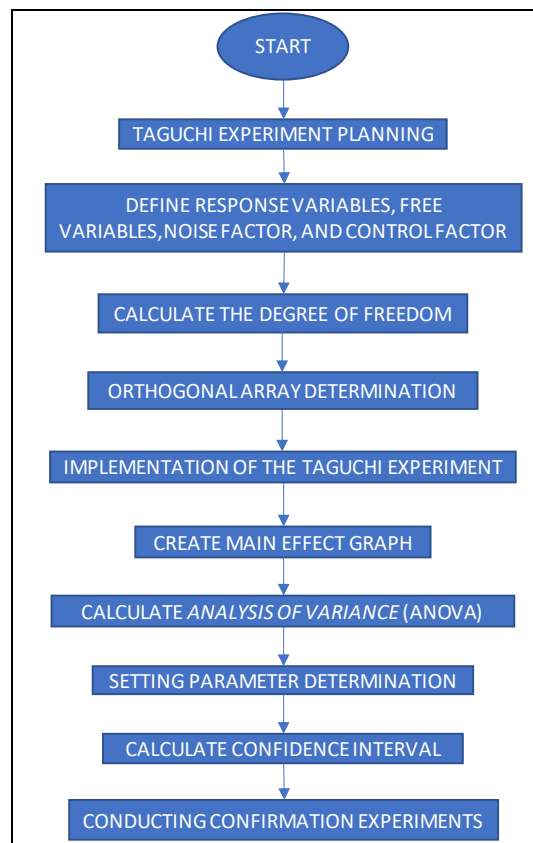 START
TAGUCHI EXPERIMENT PLANNING
DEFINE RESPONSE VARIABLES, FREE
VARIABLES,NOISE FACTOR, AND CONTROL FACTOR
CALCULATE THE DEGREE OF FREEDOM
ORTHOGONAL ARRAY DETERMINATION
IMPLEMENTATION OF THE TAGUCHI EXPERIMENT
CREATE MAIN EFFECT GRAPH
CALCULATE ANALYSIS OF VARIANCE (ANOVA)
SETTING PARAMETER DETERMINATION
CALCULATE CONFIDENCE INTERVAL
CONDUCTING CONFIRMATION EXPERIMENTS